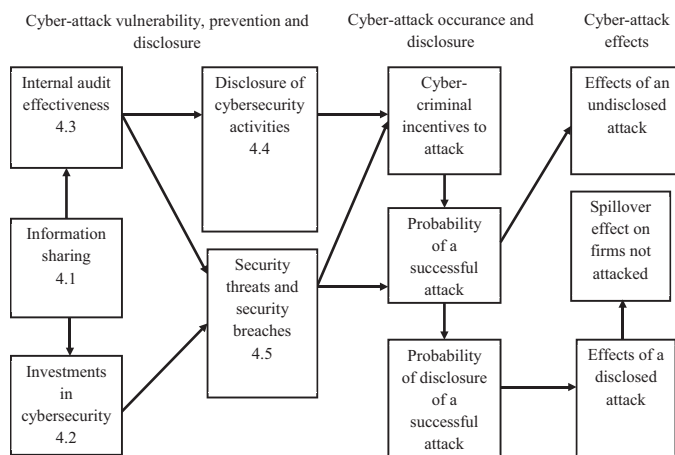 Cyber-attack vulnerability, prevention and
disclosure
Cyber-attack occurance and
disclosure
Cyber-attack
effects
Internal audit
effectiveness
4.3
Disclosure of
cybersecurity
activities
4.4
Cyber-
criminal
incentives to
attack
Effects of an
undisclosed
attack
Information
sharing
4.1
Security
threats and
security
breaches
4.5
Probability
of a
successful
attack
Spillover
effect on
firms not
attacked
Investments
in
cybersecurity
4.2
Probability
of disclosure
of a
successful
attack
Effects of a
disclosed
attack